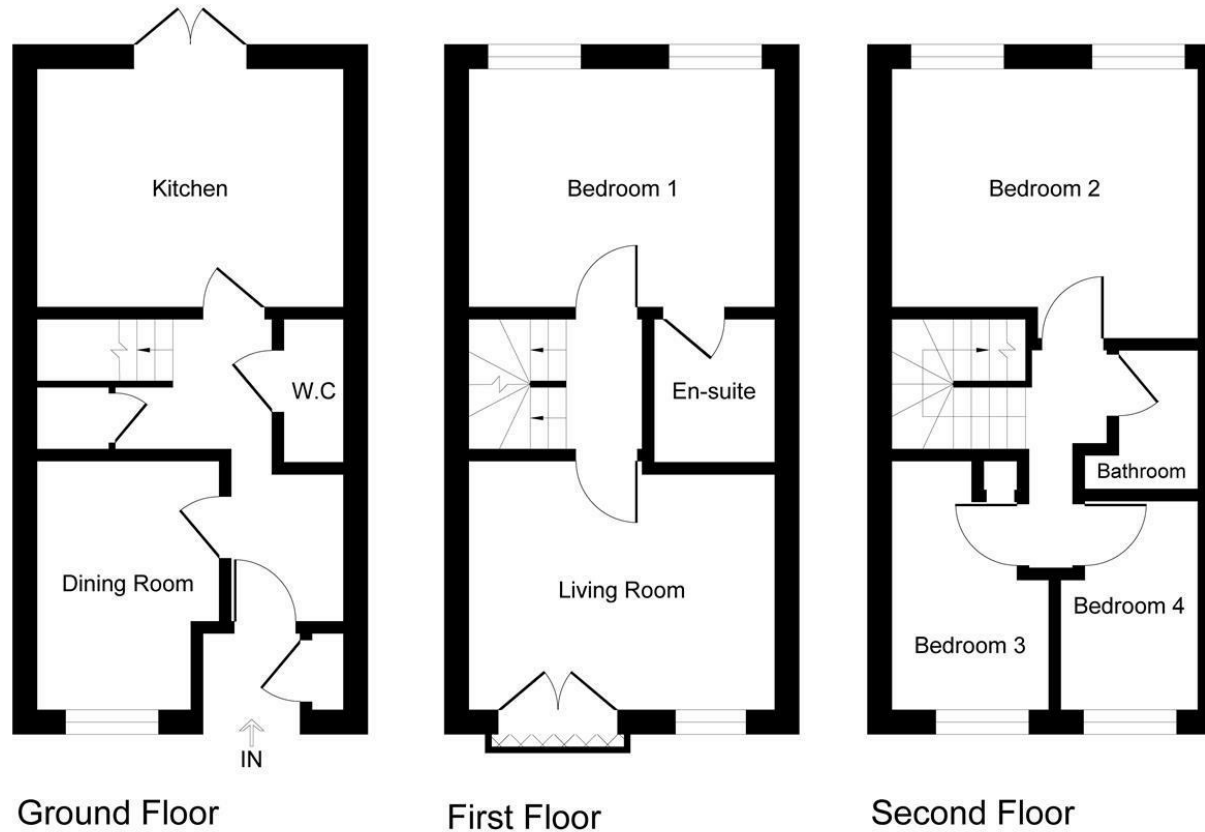 Kitchen
W.C
Dining Room
IN
Ground Floor
Bedroom 1
En-suite
Living Room
First Floor
Bedroom 2
Bathroom
Bedroom 3
Bedroom 4
Second Floor